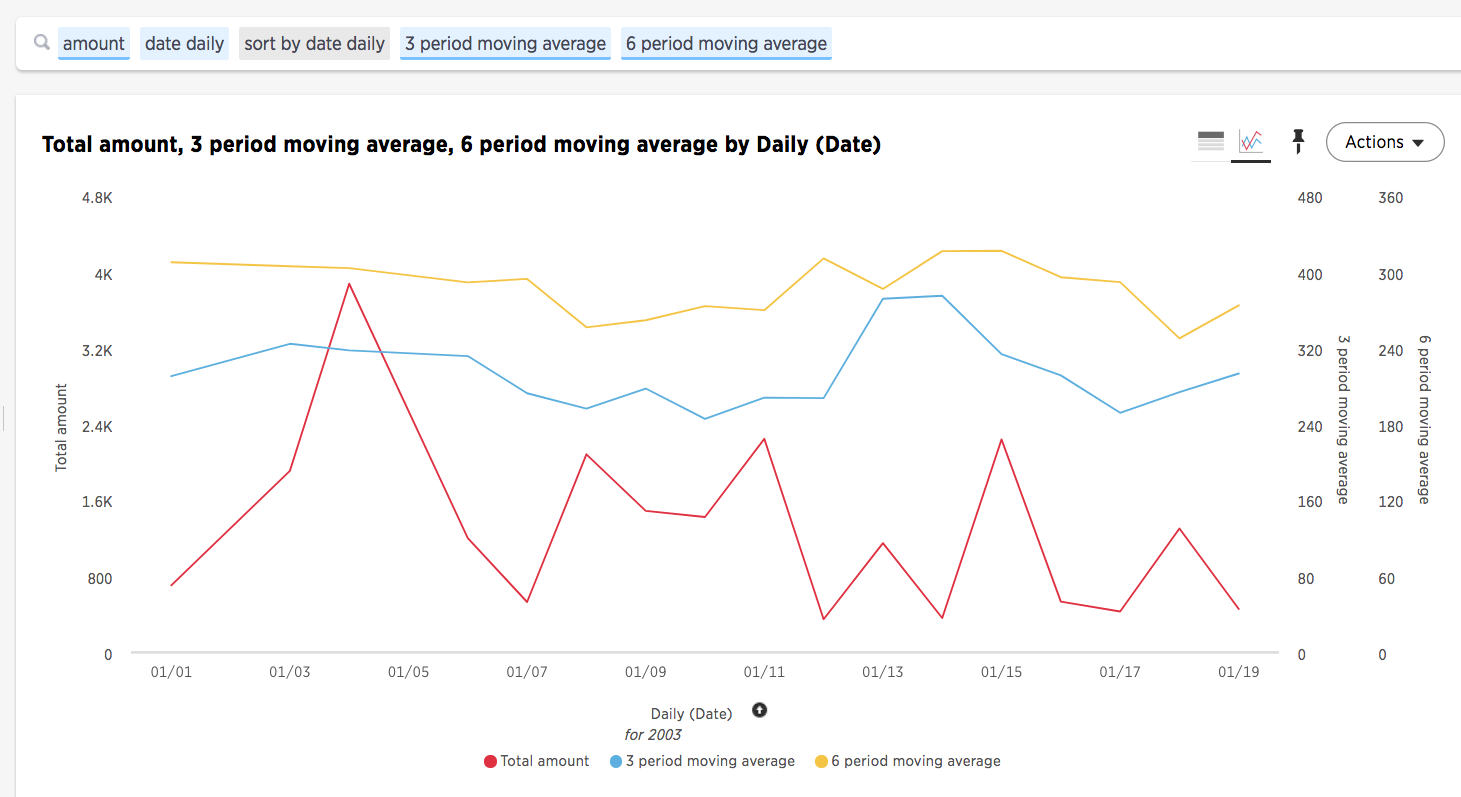 amount date daily sort by date daily 3 period moving average 6 period moving average
Total amount, 3 period moving average, 6 period moving average by Daily (Date)
Actions
4.8K 480 360
4K 400 300
3.2K 320 240
2.4K 240 180
1.6K 160 120
800 80 60
0 0 0
Total amount
3 period moving average
6 period moving average
01/01 01/03 01/05 01/07 01/09 01/11 01/13 01/15 01/17 01/19
Daily (Date)
for 2003
Total amount 3 period moving average 6 period moving average